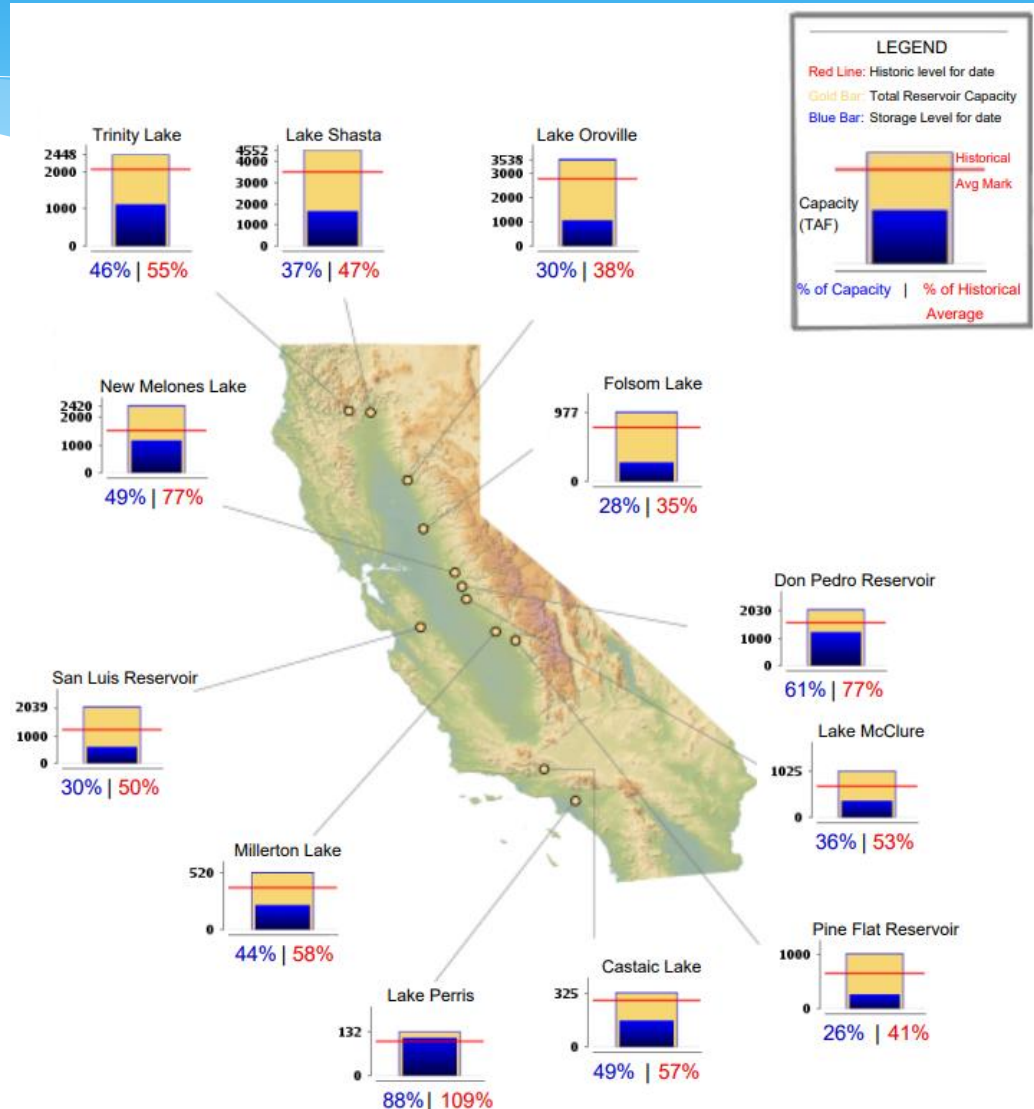 LEGEND
Red Line: Historic level for date
Gold Bar: Total Reservoir Capacity
Blue Bar: Storage Level for date
Historical
Avg Mark
Capacity
(TAF)
% of Capacity | % of Historical
Average
Trinity Lake
2448
2000
1000
0
46% | 55%
Lake Shasta
4552
4000
3000
2000
1000
0
37% | 47%
Lake Oroville
3538
3000
2000
1000
0
30% | 38%
New Melones Lake
2420
2000
1000
0
49% | 77%
Folsom Lake
977
0
28% | 35%
Don Pedro Reservoir
2030
1000
0
61% | 77%
San Luis Reservoir
2039
1000
0
30% | 50%
Lake McClure
1025
0
36% | 53%
Millerton Lake
520
0
44% | 58%
Pine Flat Reservoir
1000
0
26% | 41%
Castaic Lake
325
0
49% | 57%
Lake Perris
132
0
88% | 109%